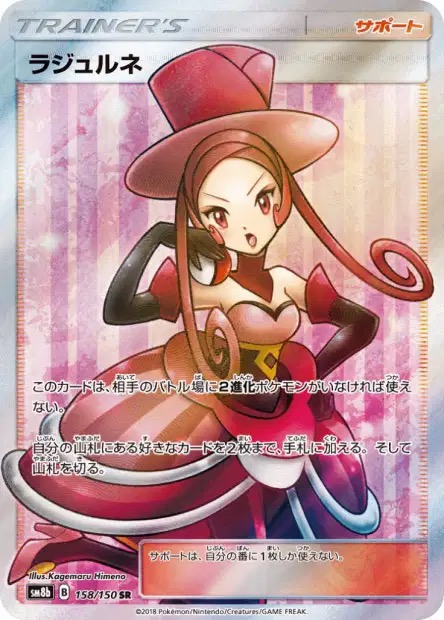 TRAINER'S サポート
ラジュルネ
このカードは、相手のバトル場に2進化ポケモンがいなければ使え
ない。
自分の山札にある好きなカードを2枚まで、手札に加える。そして
山札を切る。
サポートは、自分の番に1枚しか使えない。
Illus.Kagemaru Himeno
sm8b B 158/150 SR
©2018 Pokémon/Nintendo/Creatures/GAME FREAK.